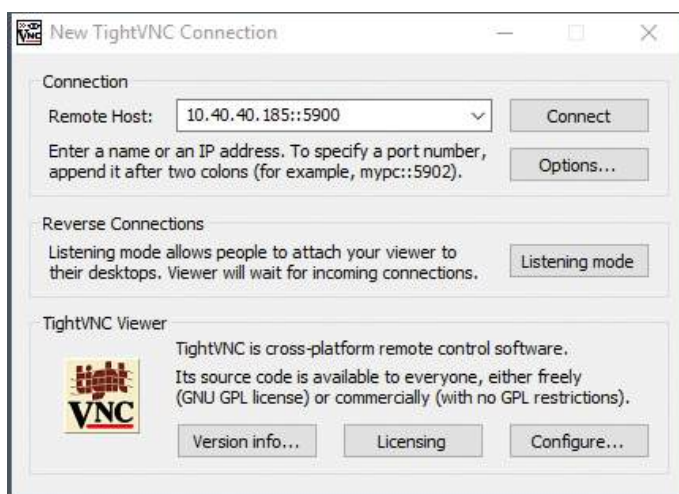 New TightVNC Connection
Connection
Remote Host:
10.40.40.185::5900
Connect
Enter a name or an IP address. To specify a port number,
append it after two colons (for example, mypc::5902).
Options...
Reverse Connections
Listening mode allows people to attach your viewer to
their desktops. Viewer will wait for incoming connections.
Listening mode
TightVNC Viewer
TightVNC is cross-platform remote control software.
Its source code is available to everyone, either freely
(GNU GPL license) or commercially (with no GPL restrictions).
tight
VNC
Version info...
Licensing
Configure...